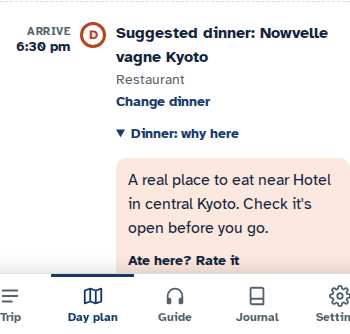 ARRIVE
6:30 pm
D
Suggested dinner: Nowvelle
vagne Kyoto
Restaurant
Change dinner
▼ Dinner: why here
A real place to eat near Hotel
in central Kyoto. Check it's
open before you go.
Ate here? Rate it
Trip
Day plan
Guide
Journal
Settin